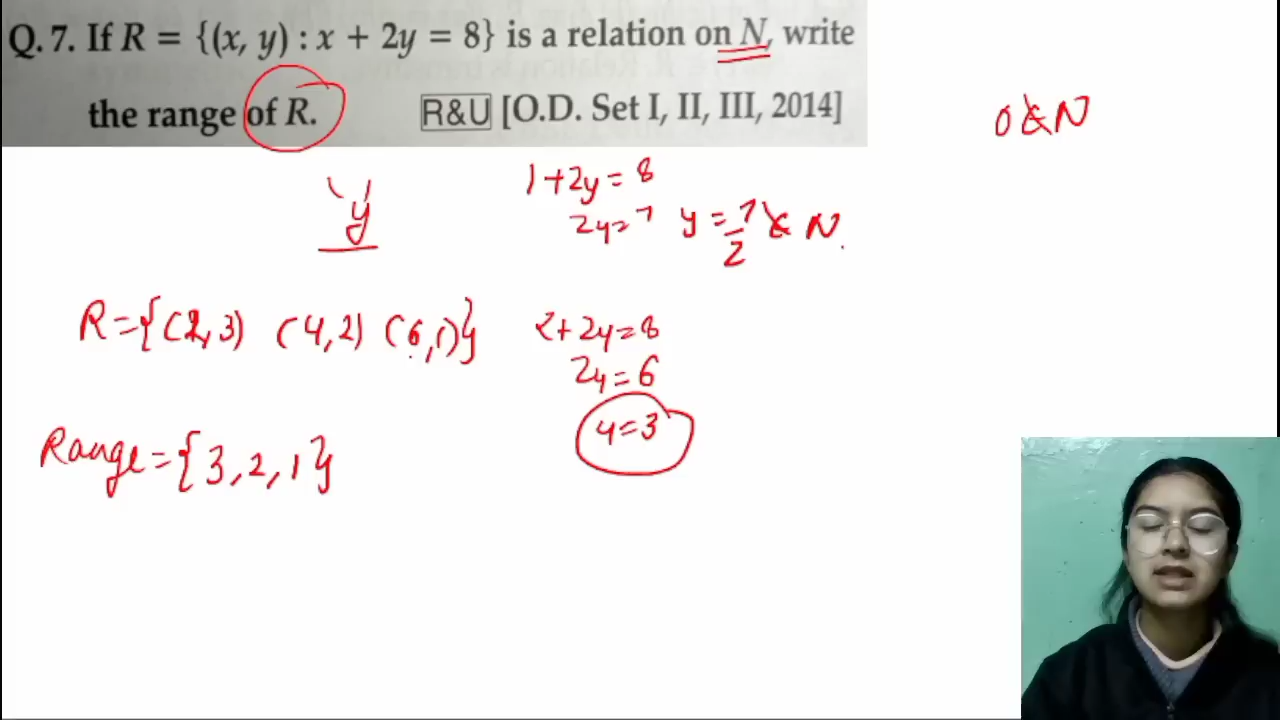 Q. 7. If R = {(x, y) : x + 2y = 8} is a relation on N, write
the range of R. R&U [O.D. Set I, II, III, 2014]
0 ∉ N
y
1 + 2y = 8
2y = 7 y = 7/2 ∉ N.
R = {(2, 3) (4, 2) (6, 1)}
2 + 2y = 8
2y = 6
y = 3
Range = {3, 2, 1}